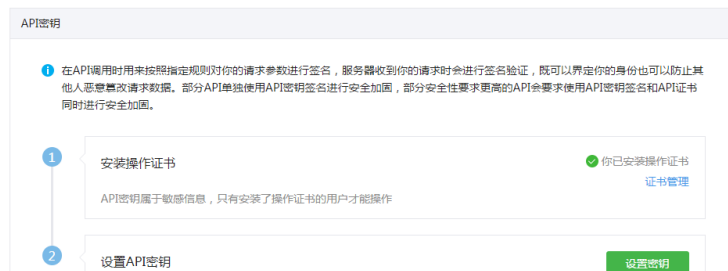 API密钥
在API调用时用来按照指定规则对你的请求参数进行签名，服务器收到你的请求时会进行签名验证，既可以界定你的身份也可以防止其
他人恶意篡改请求数据。部分API单独使用API密钥签名进行安全加固，部分安全性要求更高的API会要求使用API密钥签名和API证书
同时进行安全加固。
1
安装操作证书
你已安装操作证书
证书管理
API密钥属于敏感信息，只有安装了操作证书的用户才能操作
2
设置API密钥
设置密钥